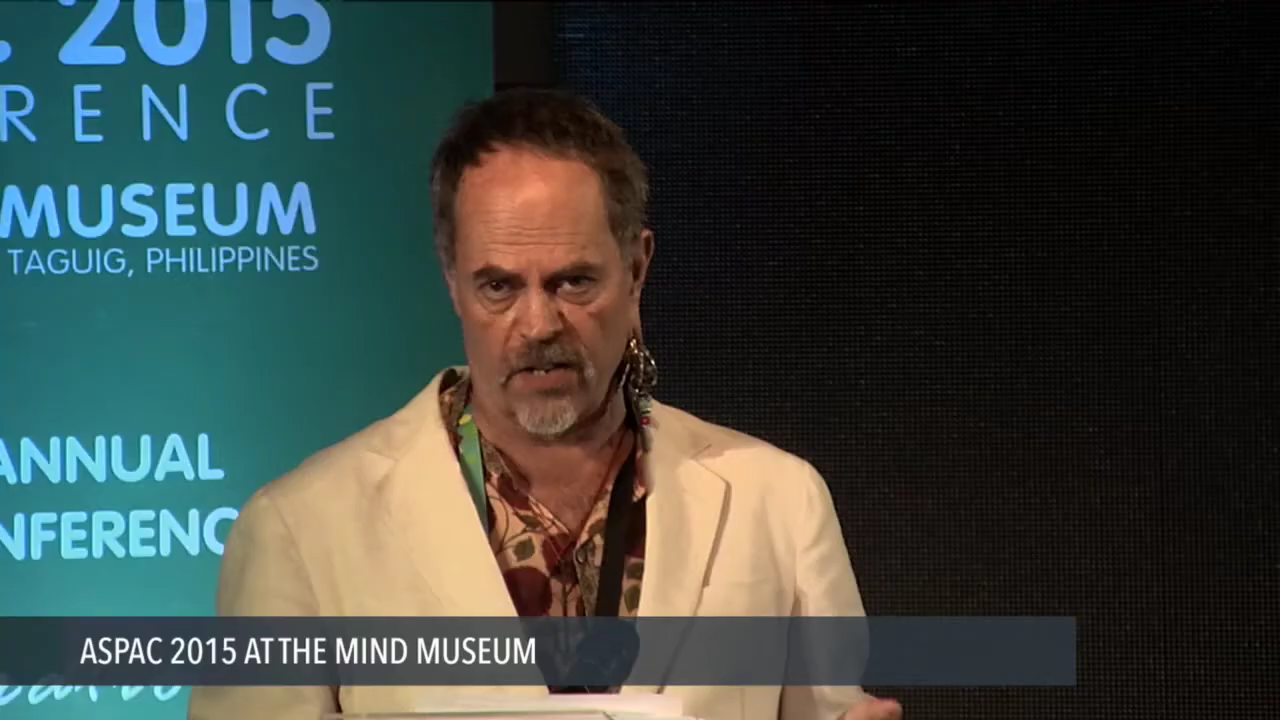 2015
RENCE
MUSEUM
TAGUIG, PHILIPPINES
ANNUAL
NFERENC
ASPAC 2015 AT THE MIND MUSEUM